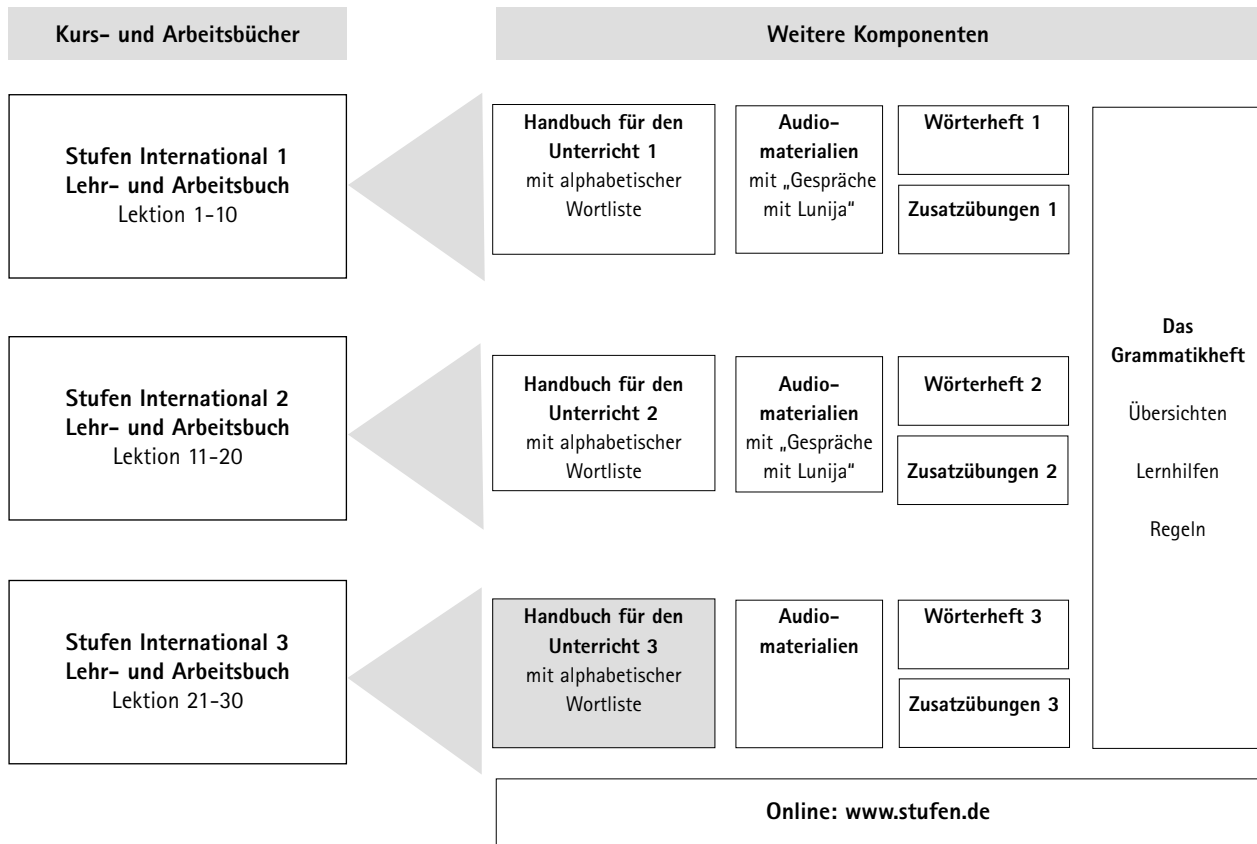 Kurs- und Arbeitsbücher
Weitere Komponenten
Stufen International 1
Lehr- und Arbeitsbuch
Lektion 1-10
Handbuch für den
Unterricht 1
mit alphabetischer
Wortliste
Audio-
materialien
mit „Gespräche
mit Lunija“
Wörterheft 1
Zusatzübungen 1
Stufen International 2
Lehr- und Arbeitsbuch
Lektion 11-20
Handbuch für den
Unterricht 2
mit alphabetischer
Wortliste
Audio-
materialien
mit „Gespräche
mit Lunija“
Wörterheft 2
Zusatzübungen 2
Stufen International 3
Lehr- und Arbeitsbuch
Lektion 21-30
Handbuch für den
Unterricht 3
mit alphabetischer
Wortliste
Audio-
materialien
Wörterheft 3
Zusatzübungen 3
Das
Grammatikheft
Übersichten
Lernhilfen
Regeln
Online: www.stufen.de